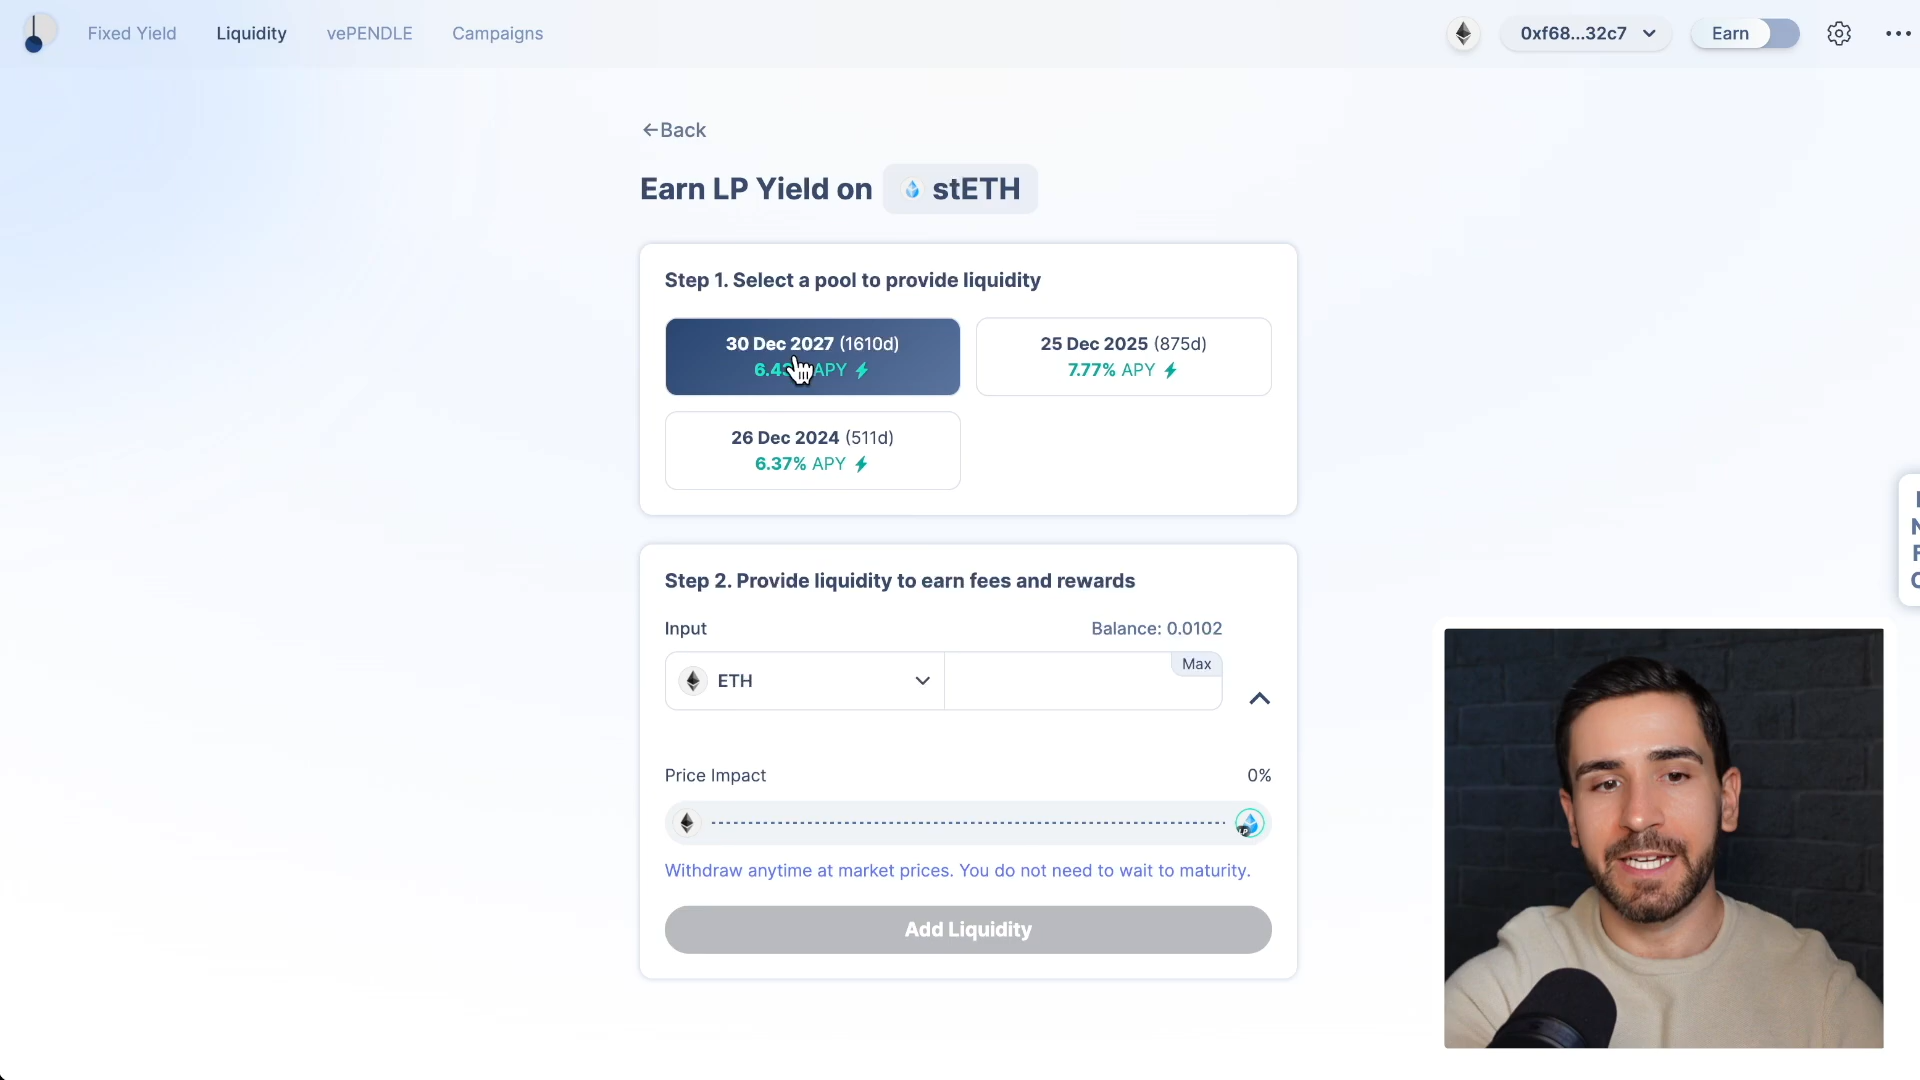 Fixed Yield
Liquidity
vePENDLE
Campaigns
0xf68...32c7
Earn
←Back
Earn LP Yield on stETH
Step 1. Select a pool to provide liquidity
30 Dec 2027 (1610d)
APY
25 Dec 2025 (875d)
7.77% APY
26 Dec 2024 (511d)
6.37% APY
Step 2. Provide liquidity to earn fees and rewards
Input
Balance: 0.0102
ETH
Max
Price Impact
0%
Withdraw anytime at market prices. You do not need to wait to maturity.
Add Liquidity